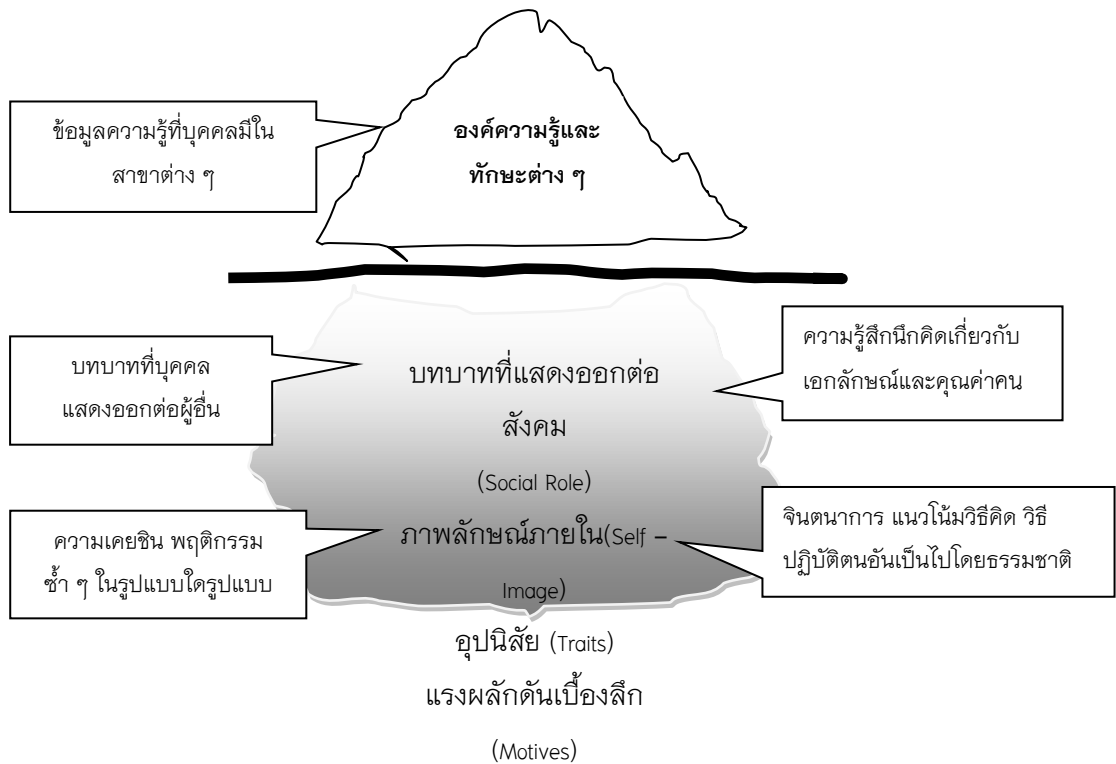 ข้อมูลความรู้ที่บุคคลมีใน
สาขาต่าง ๆ
องค์ความรู้และ
ทักษะต่าง ๆ
บทบาทที่บุคคล
แสดงออกต่อผู้อื่น
บทบาทที่แสดงออกต่อ
สังคม
(Social Role)
ความรู้สึกนึกคิดเกี่ยวกับ
เอกลักษณ์และคุณค่าคน
ความเคยชิน พฤติกรรม
ซ้ำ ๆ ในรูปแบบใดรูปแบบ
ภาพลักษณ์ภายใน(Self –
Image)
จินตนาการ แนวโน้มวิธีคิด วิธี
ปฏิบัติตนอันเป็นไปโดยธรรมชาติ
อุปนิสัย (Traits)
แรงผลักดันเบื้องลึก
(Motives)